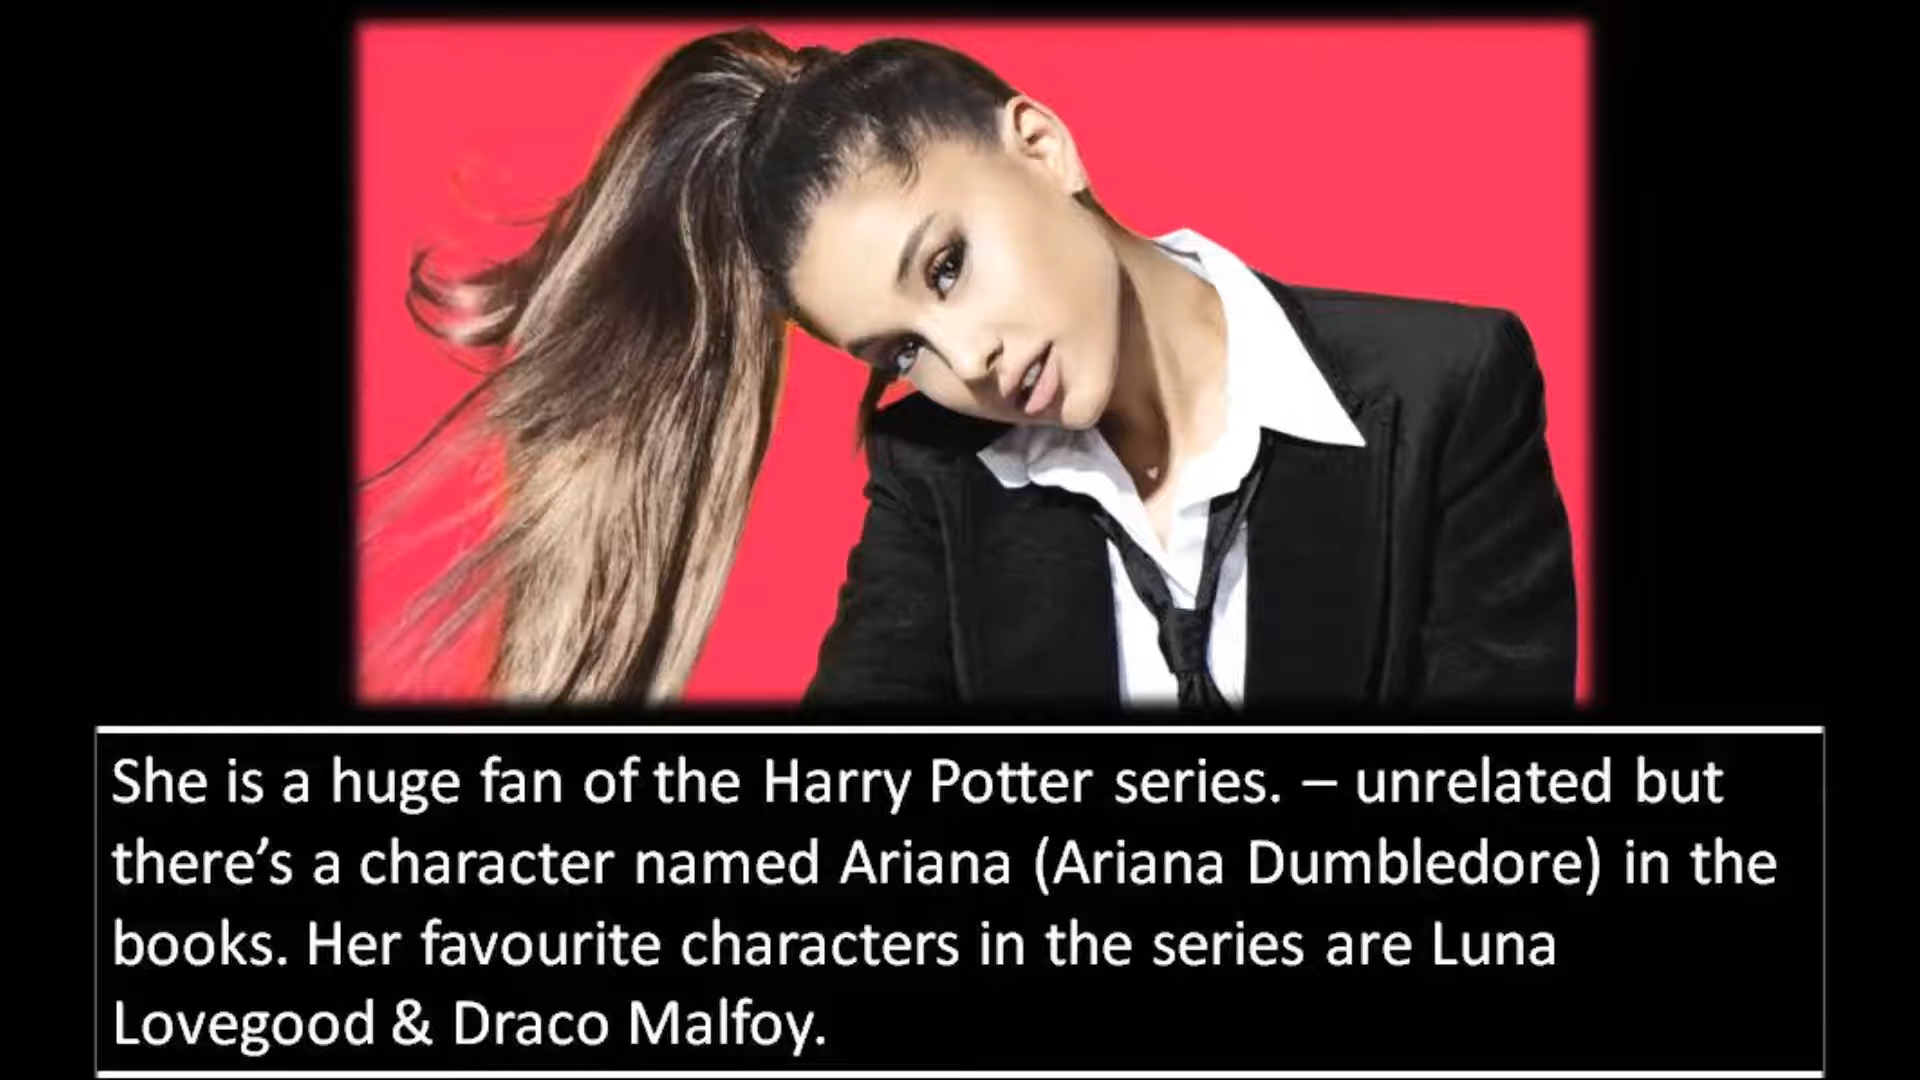 She is a huge fan of the Harry Potter series. – unrelated but
there’s a character named Ariana (Ariana Dumbledore) in the
books. Her favourite characters in the series are Luna
Lovegood & Draco Malfoy.